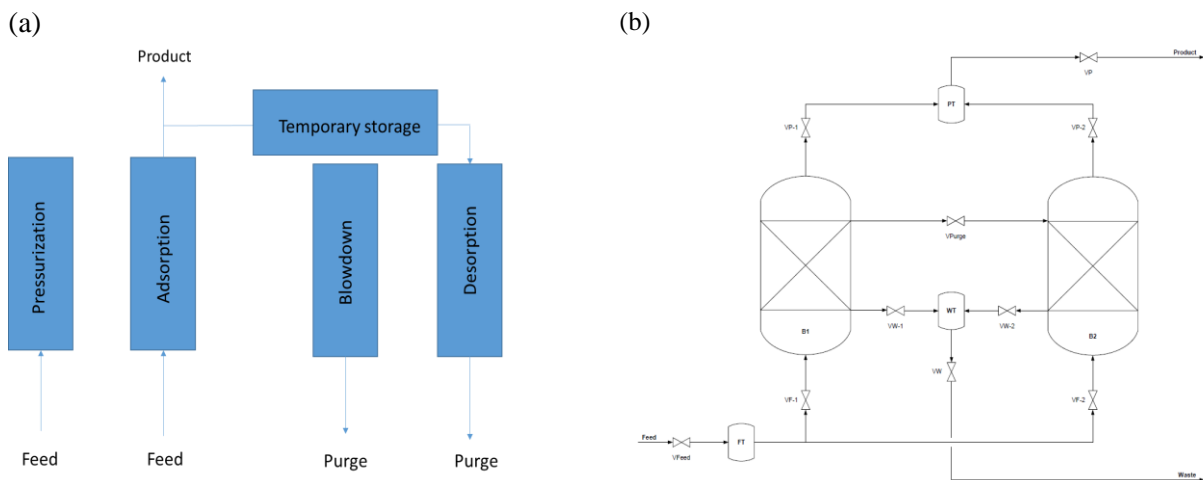 (a)
Product
Temporary storage
Pressurization
Adsorption
Blowdown
Desorption
Feed
Feed
Purge
Purge
(b)
Product
VP
PT
VP-1
VP-2
VPurge
VW-1
WT
VW-2
B1
B2
VW
VF-1
VF-2
Feed
VFeed
FT
Waste